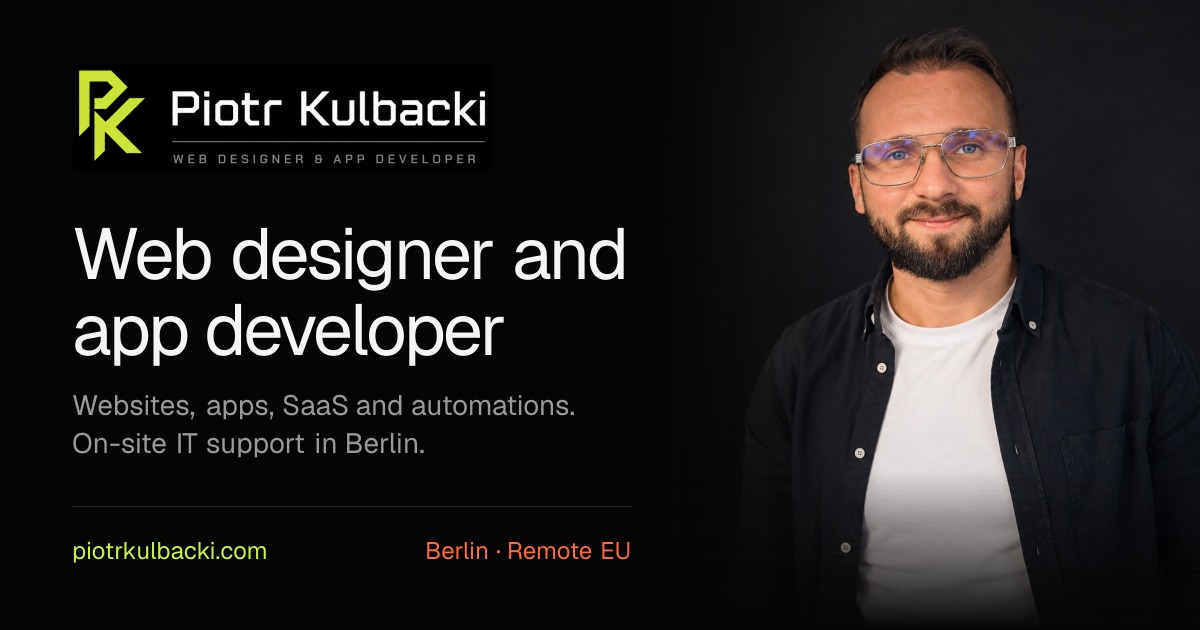 PK
Piotr Kulbacki
WEB DESIGNER & APP DEVELOPER
Web designer and
app developer
Websites, apps, SaaS and automations.
On-site IT support in Berlin.
piotrkulbacki.com
Berlin · Remote EU